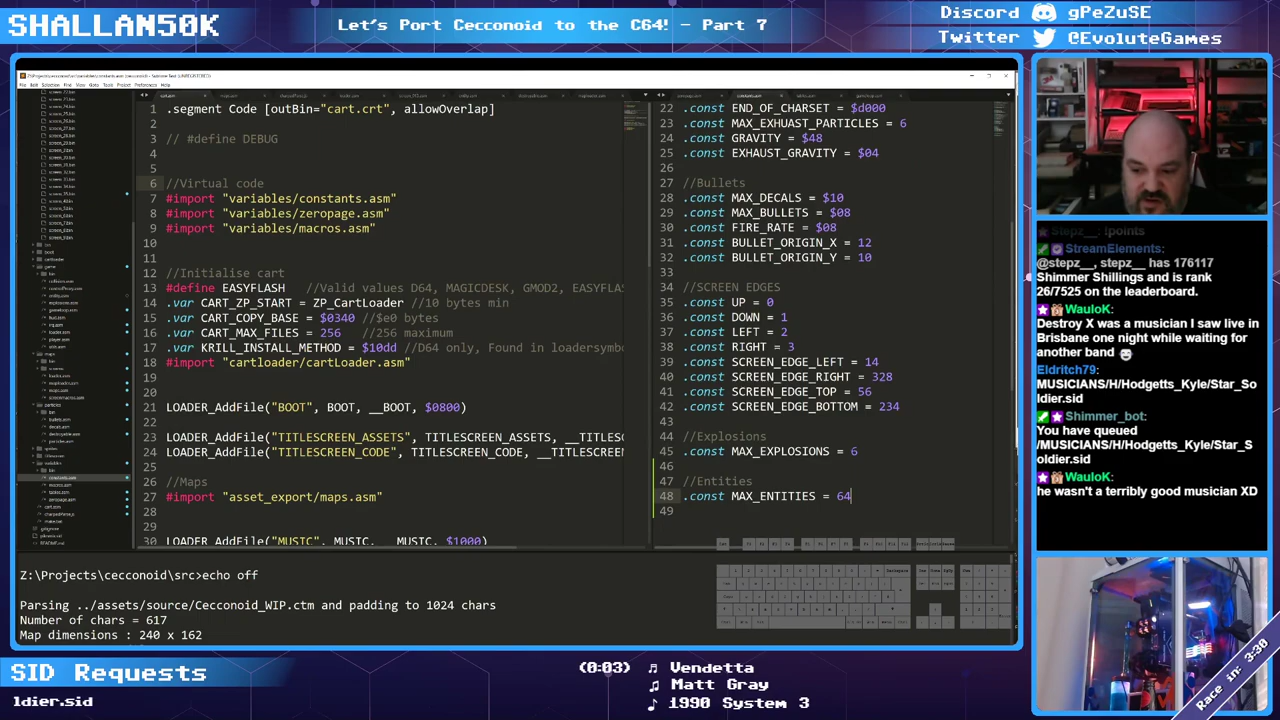 SHALLAN50K
Let's Port Cecconoid to the C64! - Part 7
Discord gPeZuSE
Twitter @EvoluteGames
1 .segment Code [outBin="cart.crt", allowOverlap]
2
3 // #define DEBUG
4
5
6 //Virtual code
7 #import "variables/constants.asm"
8 #import "variables/zeropage.asm"
9 #import "variables/macros.asm"
10
11
12 //Initialise cart
13 #define EASYFLASH //Valid values D64, MAGICDESK, GMOD2, EASYFLAS
14 .var CART_ZP_START = ZP_CartLoader //10 bytes min
15 .var CART_COPY_BASE = $0340 //$e0 bytes
16 .var CART_MAX_FILES = 256 //256 maximum
17 .var KRILL_INSTALL_METHOD = $10dd //D64 only, Found in loadersymbo
18 #import "cartloader/cartLoader.asm"
19
20
21 LOADER_AddFile("BOOT", BOOT, __BOOT, $0800)
22
23 LOADER_AddFile("TITLESCREEN_ASSETS", TITLESCREEN_ASSETS, __TITLES
24 LOADER_AddFile("TITLESCREEN_CODE", TITLESCREEN_CODE, __TITLESCREE
25
26 //Maps
27 #import "asset_export/maps.asm"
28
29
30 LOADER_AddFile("MUSIC", MUSIC, __MUSIC, $1000)
22 .const END_OF_CHARSET = $d000
23 .const MAX_EXHUAST_PARTICLES = 6
24 .const GRAVITY = $48
25 .const EXHAUST_GRAVITY = $04
26
27 //Bullets
28 .const MAX_DECALS = $10
29 .const MAX_BULLETS = $08
30 .const FIRE_RATE = $08
31 .const BULLET_ORIGIN_X = 12
32 .const BULLET_ORIGIN_Y = 10
33
34 //SCREEN EDGES
35 .const UP = 0
36 .const DOWN = 1
37 .const LEFT = 2
38 .const RIGHT = 3
39 .const SCREEN_EDGE_LEFT = 14
40 .const SCREEN_EDGE_RIGHT = 328
41 .const SCREEN_EDGE_TOP = 56
42 .const SCREEN_EDGE_BOTTOM = 234
43
44 //Explosions
45 .const MAX_EXPLOSIONS = 6
46
47 //Entities
48 .const MAX_ENTITIES = 64
49
Z:\Projects\cecconoid\src>echo off
Parsing ../assets/source/Cecconoid_WIP.ctm and padding to 1024 chars
Number of chars = 617
Map dimensions : 240 x 162
Stepz__: !points
StreamElements:
@stepz__, stepz__ has 176117
Shimmer Shillings and is rank
26/7525 on the leaderboard.
WauloK:
Destroy X was a musician I saw live in
Brisbane one night while waiting for
another band
Eldritch79:
MUSICIANS/H/Hodgetts_Kyle/Star_So
ldier.sid
Shimmer_bot:
You have queued
/MUSICIANS/H/Hodgetts_Kyle/Star_S
oldier.sid
WauloK:
he wasn't a terribly good musician XD
SID Requests
ldier.sid
(0:03) Vendetta
Matt Gray
1990 System 3
Race in: 3:30